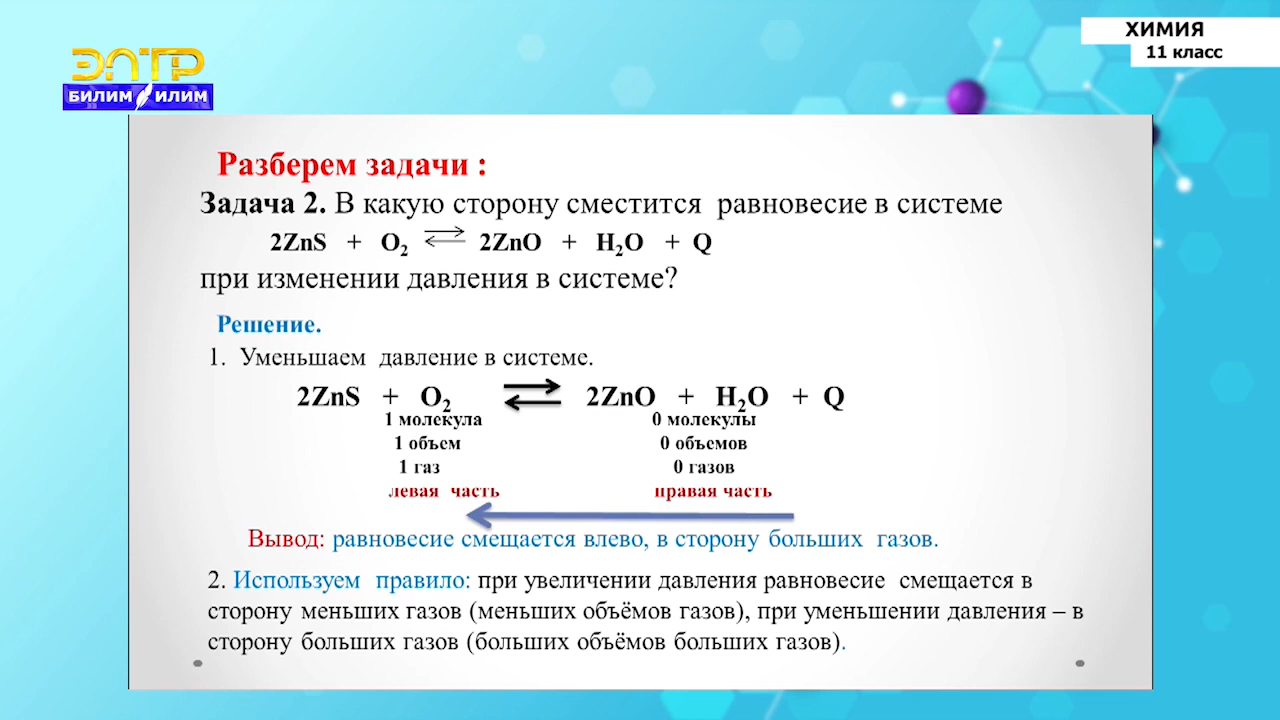 ЭЛТР
БИЛИМ ИЛИМ
ХИМИЯ
11 класс
Разберем задачи :
Задача 2. В какую сторону сместится равновесие в системе
2ZnS + O₂ ⇄ 2ZnO + H₂O + Q
при изменении давления в системе?
Решение.
1. Уменьшаем давление в системе.
2ZnS + O₂ ⇄ 2ZnO + H₂O + Q
1 молекула 0 молекулы
1 объем 0 объемов
1 газ 0 газов
левая часть правая часть
Вывод: равновесие смещается влево, в сторону больших газов.
2. Используем правило: при увеличении давления равновесие смещается в
сторону меньших газов (меньших объёмов газов), при уменьшении давления – в
сторону больших газов (больших объёмов больших газов).